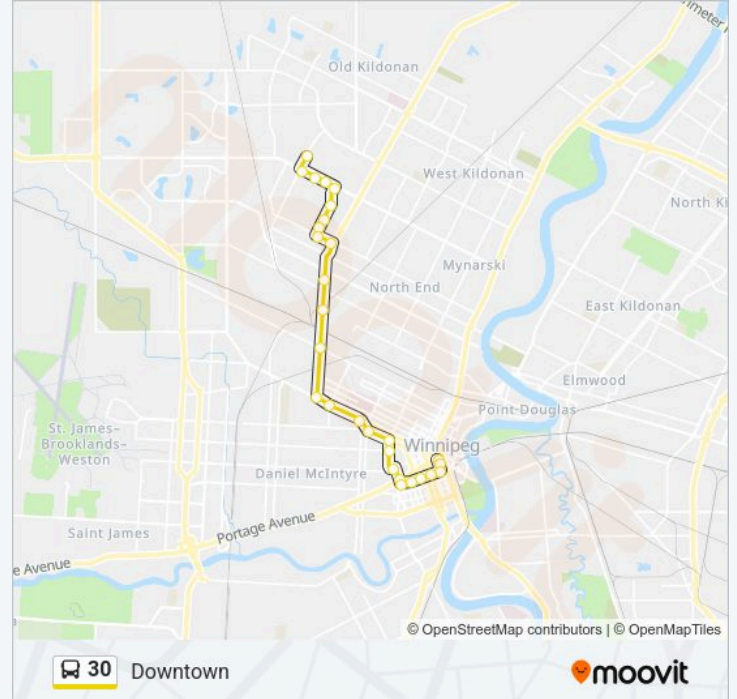 Old Kildonan
West Kildonan
North Ki
Mynarski
North End
East Kildonan
Elmwood
Point-Douglas
St. James–
Brooklands–
Weston
Winnipeg
Daniel McIntyre
Saint James
Portage Avenue
e Avenue
© OpenStreetMap contributors | © OpenMapTiles
30 Downtown
moovit